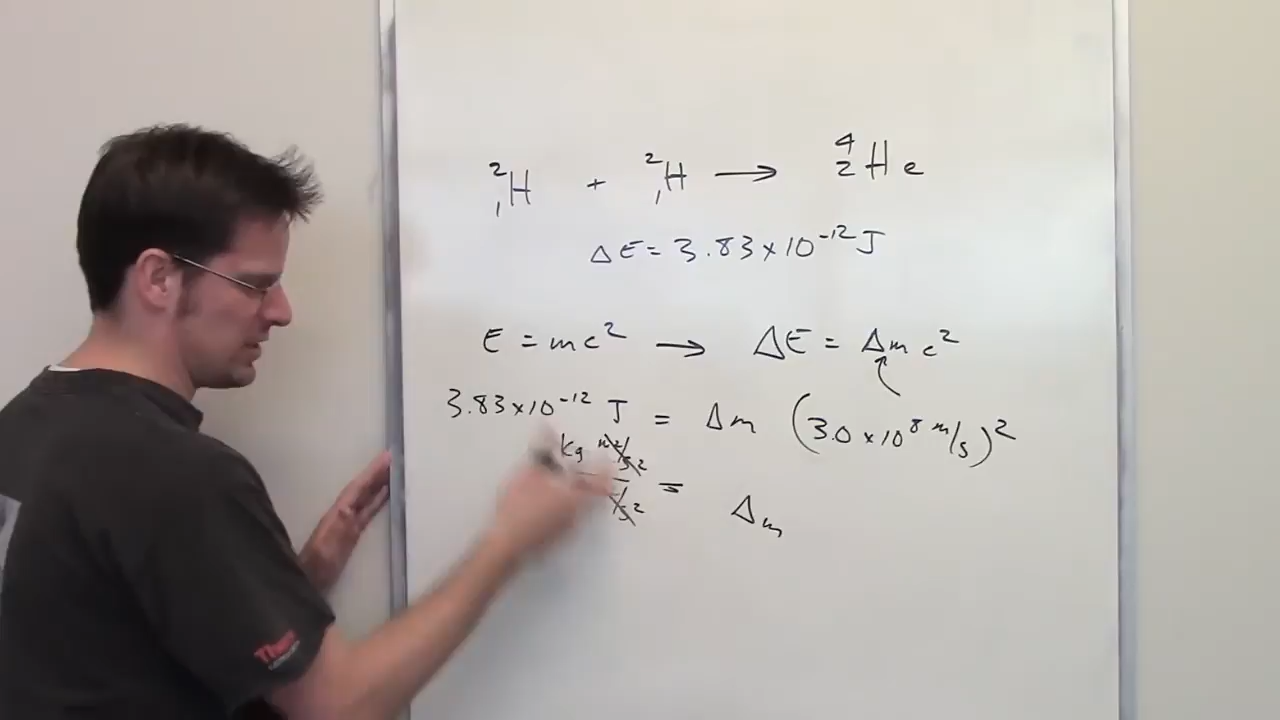 ²₁H + ²₁H → ⁴₂He
ΔE = 3.83 x 10⁻¹² J
E = mc² → ΔE = Δm c²
3.83 x 10⁻¹² J = Δm (3.0 x 10⁸ m/s)²
kg m²/s²
/s² = Δm